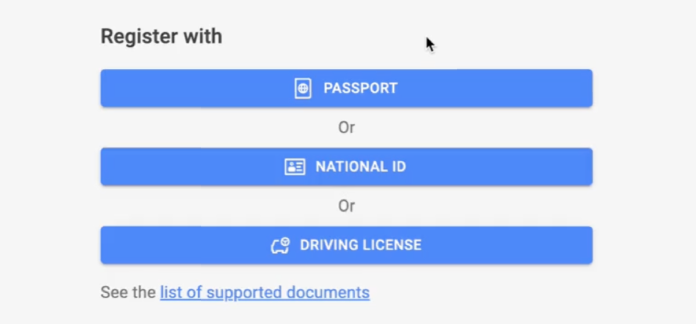 Register with
PASSPORT
Or
NATIONAL ID
Or
DRIVING LICENSE
See the list of supported documents